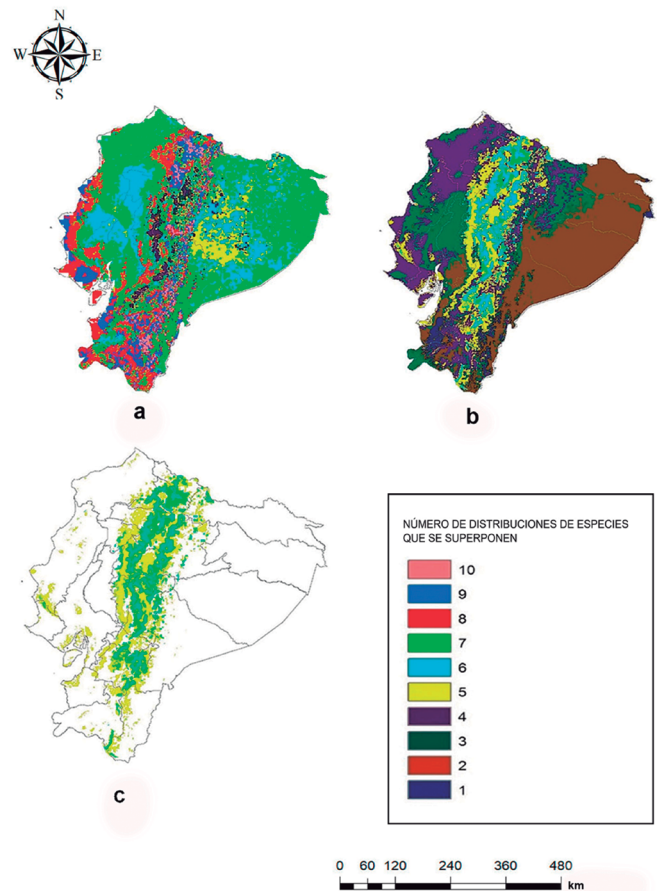 N
W E
S
a
b
c
NÚMERO DE DISTRIBUCIONES DE ESPECIES
QUE SE SUPERPONEN
10
9
8
7
6
5
4
3
2
1
0 60 120 240 360 480
km